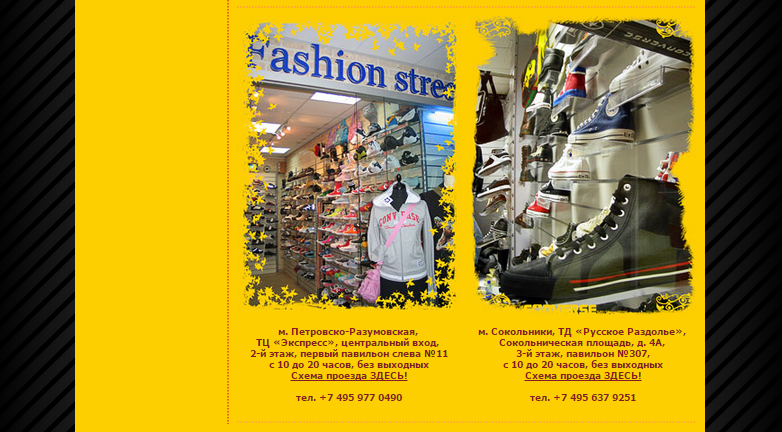 Fashion stree
CONVERSE
CONVERSE
м. Петровско-Разумовская,
ТЦ «Экспресс», центральный вход,
2-й этаж, первый павильон слева №11
с 10 до 20 часов, без выходных
Схема проезда ЗДЕСЬ!
тел. +7 495 977 0490
м. Сокольники, ТД «Русское Раздолье»,
Сокольническая площадь, д. 4А,
3-й этаж, павильон №307,
с 10 до 20 часов, без выходных
Схема проезда ЗДЕСЬ!
тел. +7 495 637 9251